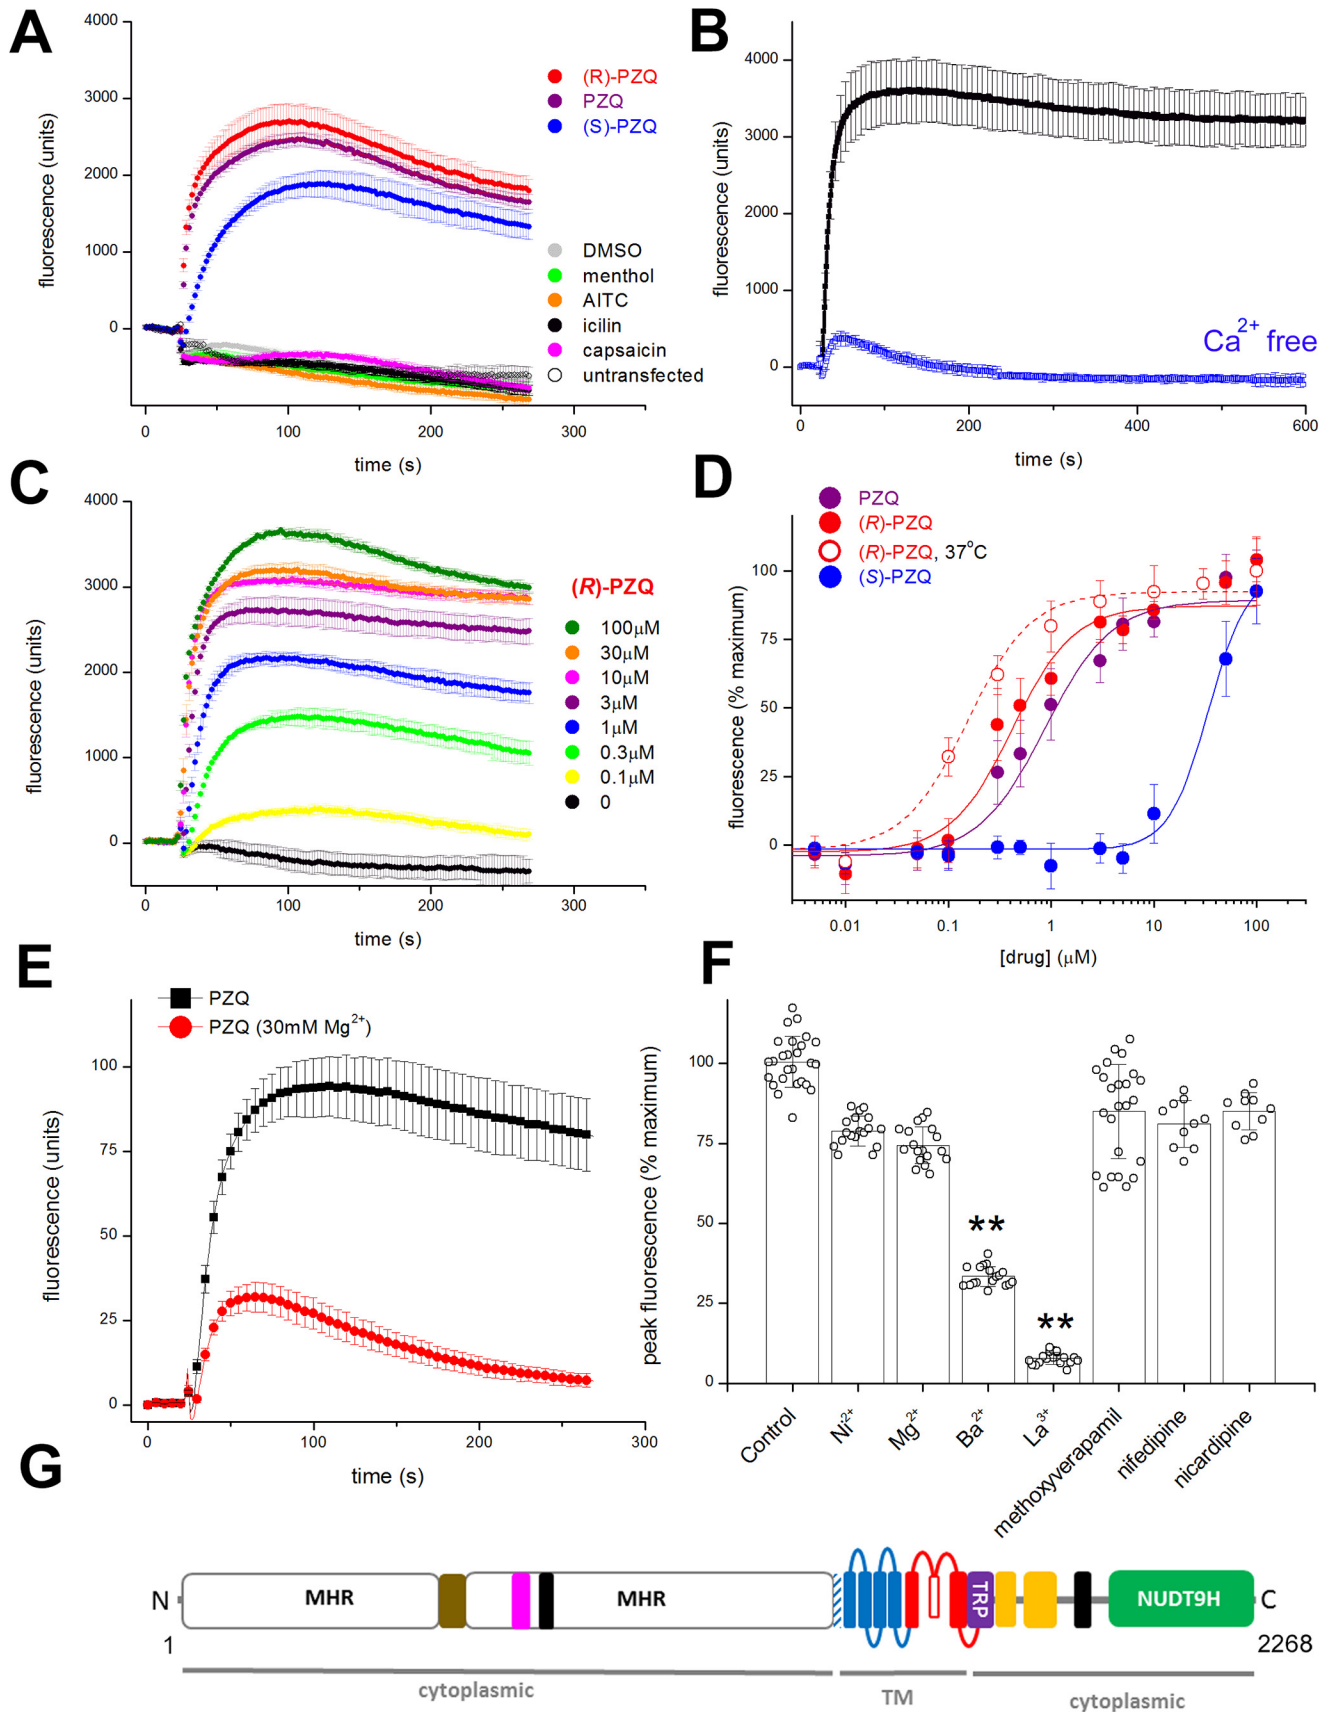 A
4000
3000
2000
1000
0
fluorescence (units)
0 100 200 300
time (s)
(R)-PZQ
PZQ
(S)-PZQ
DMSO
menthol
AITC
icilin
capsaicin
untransfected
B
4000
3000
2000
1000
0
fluorescence (units)
Ca2+ free
0 200 400 600
time (s)
C
4000
3000
2000
1000
0
fluorescence (units)
0 100 200 300
time (s)
(R)-PZQ
100μM
30μM
10μM
3μM
1μM
0.3μM
0.1μM
0
D
PZQ
(R)-PZQ
(R)-PZQ, 37°C
(S)-PZQ
100
75
50
25
0
fluorescence (% maximum)
0.01 0.1 1 10 100
[drug] (μM)
E
PZQ
PZQ (30mM Mg2+)
100
75
50
25
0
fluorescence (units)
0 100 200 300
time (s)
F
100
75
50
25
0
peak fluorescence (% maximum)
**
**
Control
Ni2+
Mg2+
Ba2+
La3+
methoxyverapamil
nifedipine
nicardipine
G
N MHR MHR TRP NUDT9H C
1 2268
cytoplasmic TM cytoplasmic